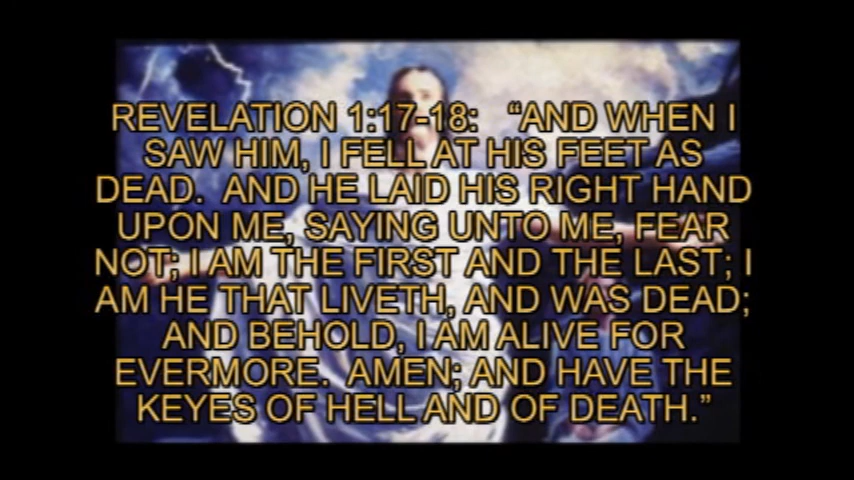 REVELATION 1:17-18:   “AND WHEN I
SAW HIM, I FELL AT HIS FEET AS
DEAD.  AND HE LAID HIS RIGHT HAND
UPON ME, SAYING UNTO ME, FEAR
NOT; I AM THE FIRST AND THE LAST; I
AM HE THAT LIVETH, AND WAS DEAD;
AND BEHOLD, I AM ALIVE FOR
EVERMORE.  AMEN; AND HAVE THE
KEYES OF HELL AND OF DEATH.”